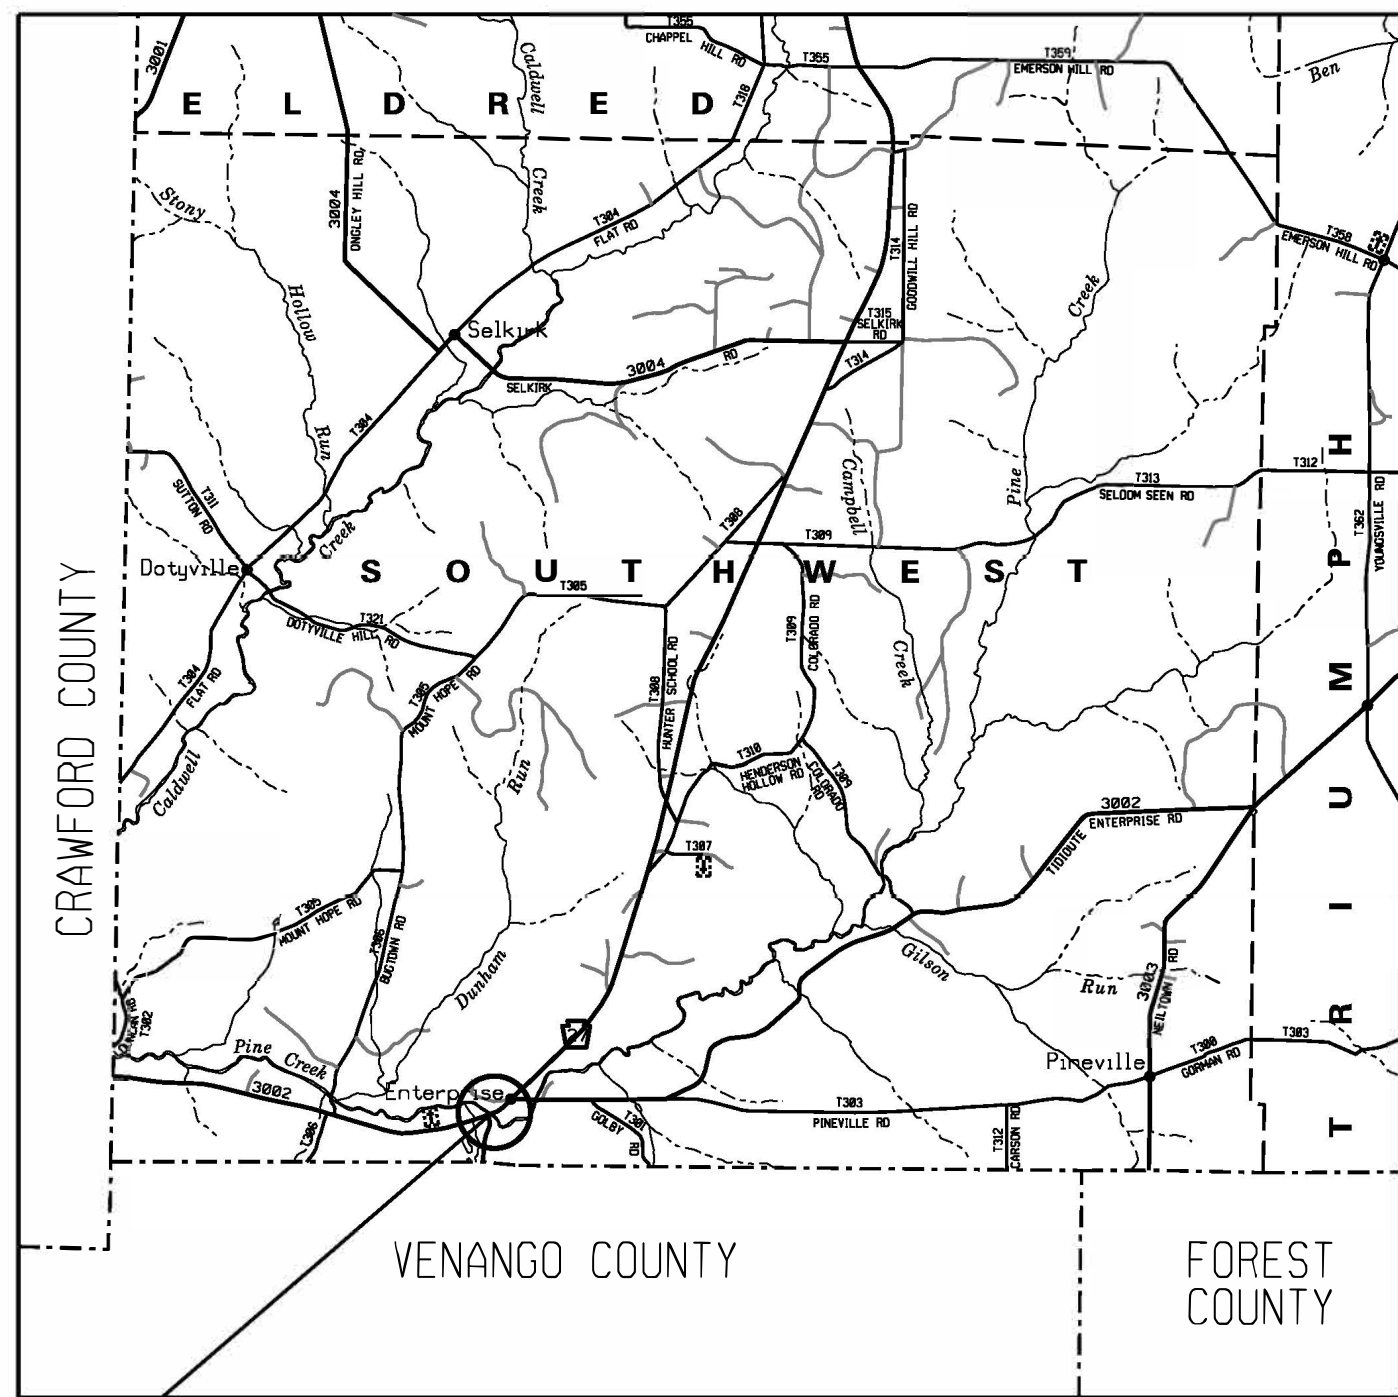 T355
CHAPPEL
HILL RD
T355
T359
EMERSON HILL RD
Ben
3001
Caldwell
Creek
T318
ELDRED
3004
ONGLEY HILL RD
Stony
Hollow
Run
T304
FLAT RD
T314
GOODWILL HILL RD
T358
EMERSON HILL RD
Creek
T315
SELKIRK
RD
T314
Selkirk
SELKIRK
3004
RD
T304
T311
SUTTON RD
Creek
Campbell
Pine
T313
SELDOM SEEN RD
T312
T362
YOUNGSVILLE RD
T308
T309
Dotyville
SOUTHWEST
T305
T321
DOTYVILLE HILL RD
T309
COLORADO RD
Creek
T304
FLAT RD
T305
MOUNT HOPE RD
T308
HUNTER SCHOOL RD
CRAWFORD COUNTY
Caldwell
Run
T310
HENDERSON
HOLLOW RD
T309
COLORADO
RD
3002
TIDIOUTE
ENTERPRISE RD
TRIUMPH
T307
T305
MOUNT HOPE RD
T306
BUGTOWN RD
Dunham
Gilson
Run
3003
NEILTOWN RD
T302
Pine
Creek
27
T300
GORMAN RD
T303
Pineville
3002
Enterprise
T306
T301
GOLBY
RD
T303
PINEVILLE RD
T312
CARSON RD
VENANGO COUNTY
FOREST
COUNTY